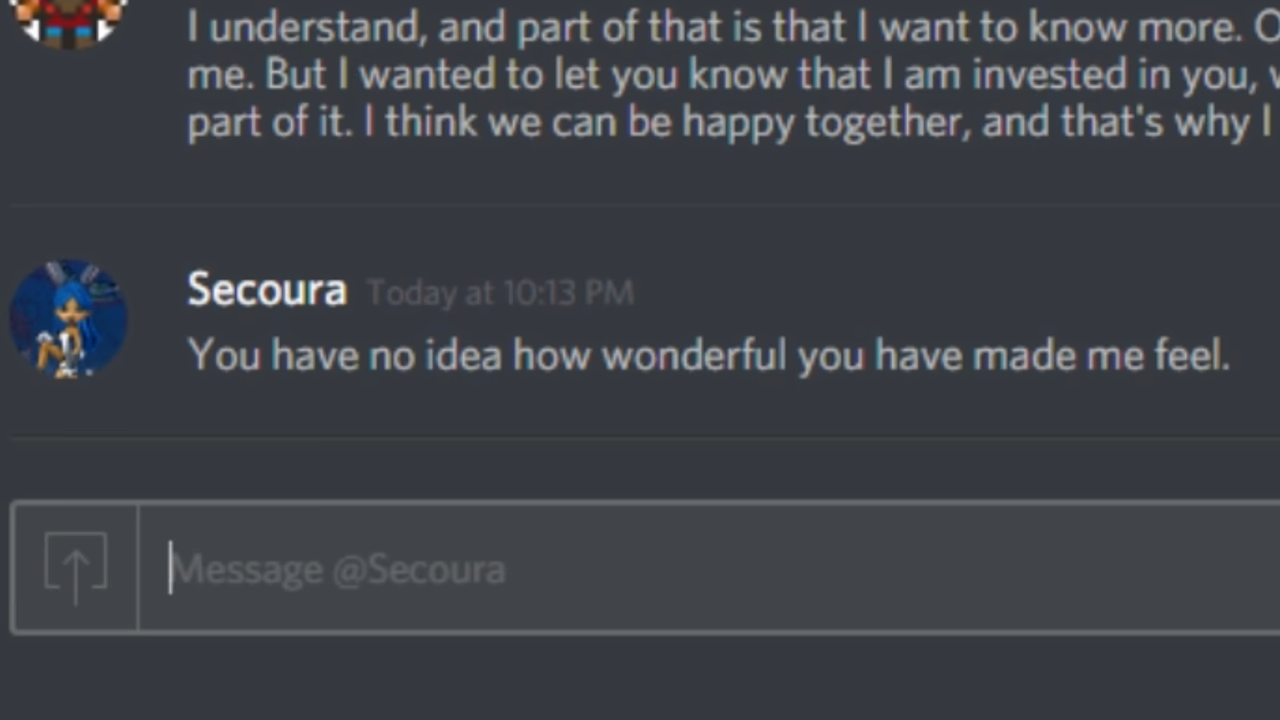 I understand, and part of that is that I want to know more.
me. But I wanted to let you know that I am invested in you,
part of it. I think we can be happy together, and that's why I
Secoura Today at 10:13 PM
You have no idea how wonderful you have made me feel.
Message @Secoura